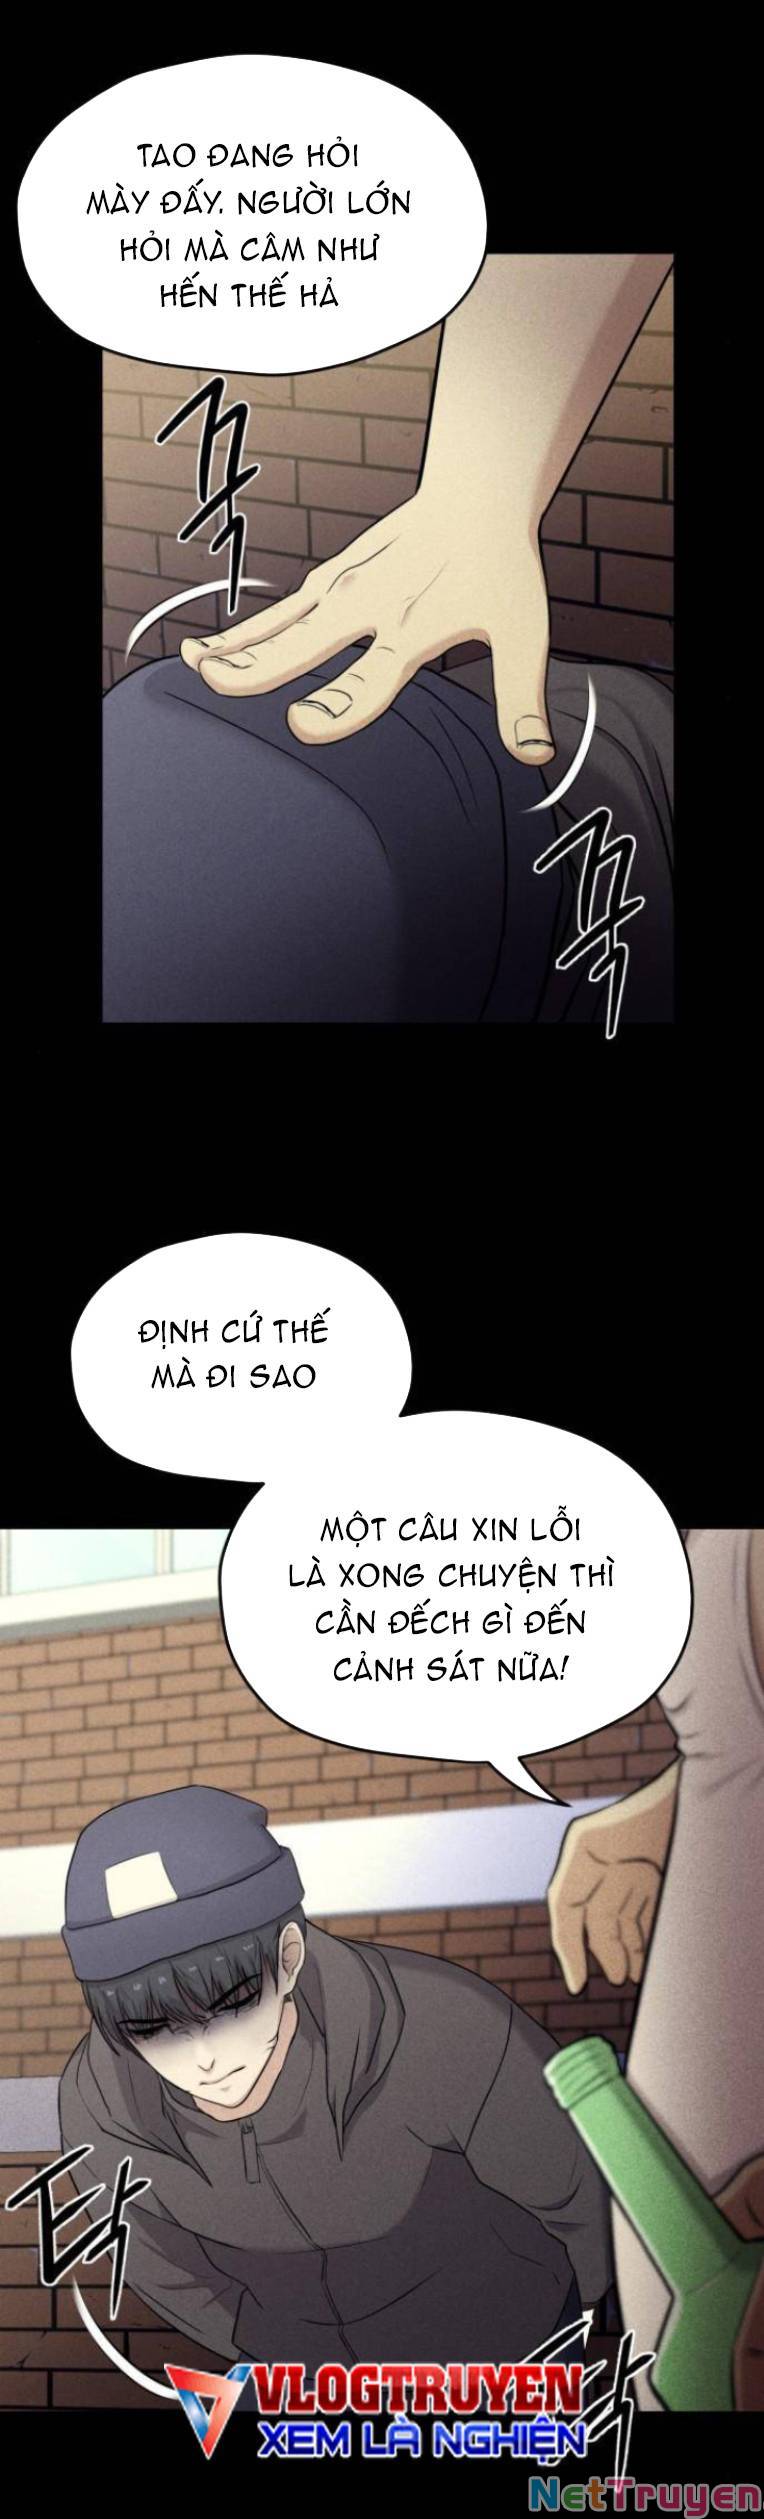 TAO ĐANG HỎI
MÀY ĐẤY. NGƯỜI LỚN
HỎI MÀ CÂM NHƯ
HẾN THẾ HẢ
ĐỊNH CỨ THẾ
MÀ ĐI SAO
MỘT CÂU XIN LỖI
LÀ XONG CHUYỆN THÌ
CẦN ĐẾCH GÌ ĐẾN
CẢNH SÁT NỮA!
탁
VLOGTRUYEN
XEM LÀ NGHIỆN
NetTruyen